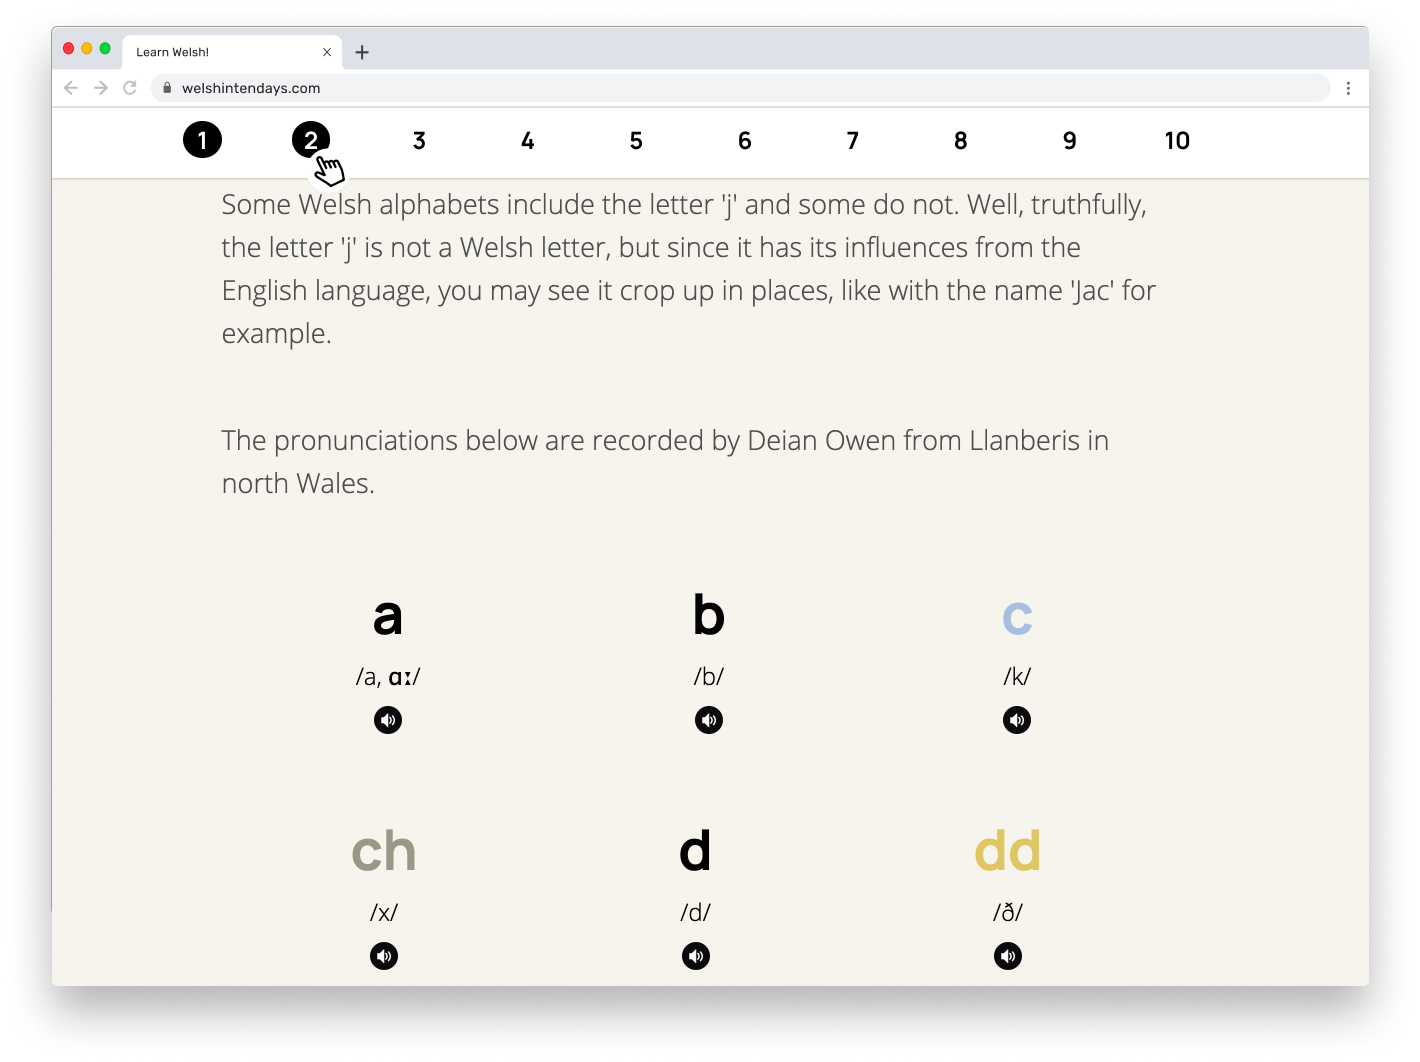 Learn Welsh!
welshintendays.com
1 2 3 4 5 6 7 8 9 10
Some Welsh alphabets include the letter 'j' and some do not. Well, truthfully,
the letter 'j' is not a Welsh letter, but since it has its influences from the
English language, you may see it crop up in places, like with the name 'Jac' for
example.
The pronunciations below are recorded by Deian Owen from Llanberis in
north Wales.
a b c
/a, ɑː/ /b/ /k/
ch d dd
/x/ /d/ /ð/